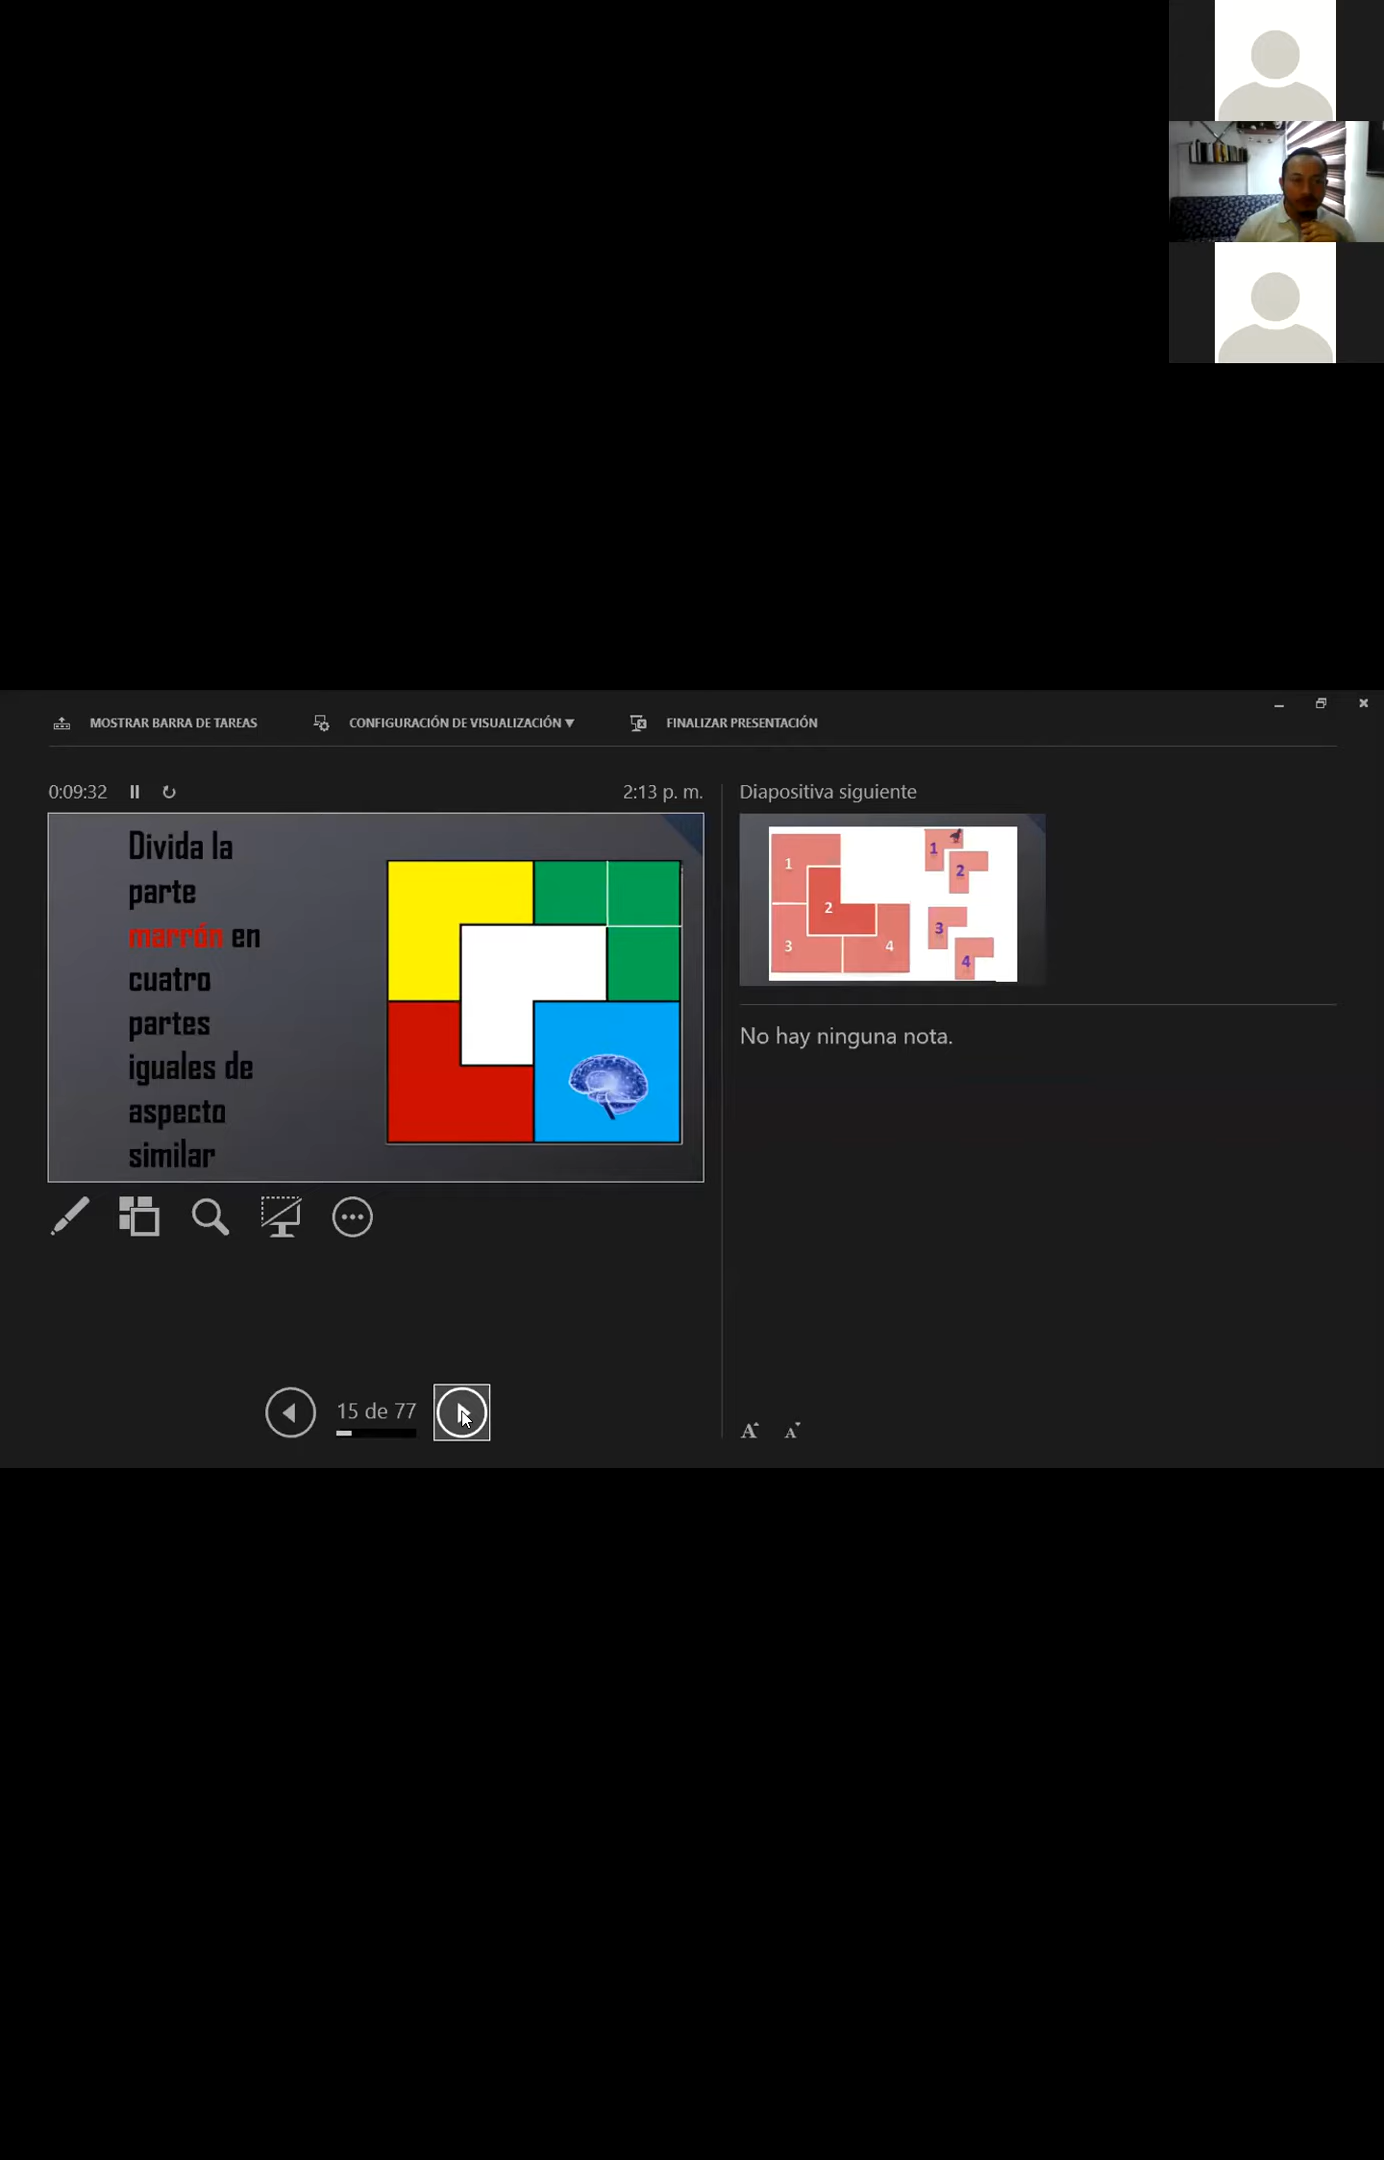 MOSTRAR BARRA DE TAREAS
CONFIGURACIÓN DE VISUALIZACIÓN ▼
FINALIZAR PRESENTACIÓN
0:09:32
2:13 p. m.
Divida la
parte
marrón en
cuatro
partes
iguales de
aspecto
similar
15 de 77
Diapositiva siguiente
1
2
3
4
1
2
3
4
No hay ninguna nota.
A A